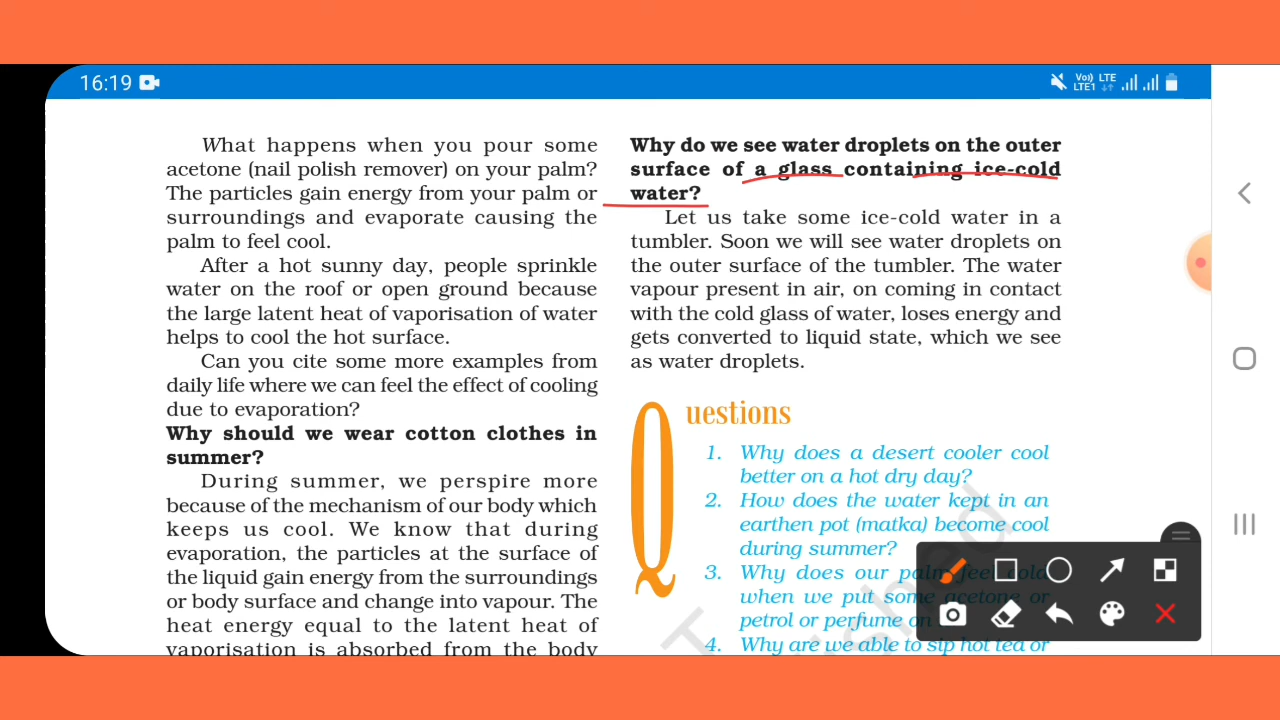 16:19
Vo)) LTE
LTE1
What happens when you pour some
acetone (nail polish remover) on your palm?
The particles gain energy from your palm or
surroundings and evaporate causing the
palm to feel cool.
After a hot sunny day, people sprinkle
water on the roof or open ground because
the large latent heat of vaporisation of water
helps to cool the hot surface.
Can you cite some more examples from
daily life where we can feel the effect of cooling
due to evaporation?
Why should we wear cotton clothes in
summer?
During summer, we perspire more
because of the mechanism of our body which
keeps us cool. We know that during
evaporation, the particles at the surface of
the liquid gain energy from the surroundings
or body surface and change into vapour. The
heat energy equal to the latent heat of
vaporisation is absorbed from the body
Why do we see water droplets on the outer
surface of a glass containing ice-cold
water?
Let us take some ice-cold water in a
tumbler. Soon we will see water droplets on
the outer surface of the tumbler. The water
vapour present in air, on coming in contact
with the cold glass of water, loses energy and
gets converted to liquid state, which we see
as water droplets.
Questions
1. Why does a desert cooler cool
better on a hot dry day?
2. How does the water kept in an
earthen pot (matka) become cool
during summer?
3. Why does our palm feel cold
when we put some acetone or
petrol or perfume on
4. Why are we able to sip hot tea or